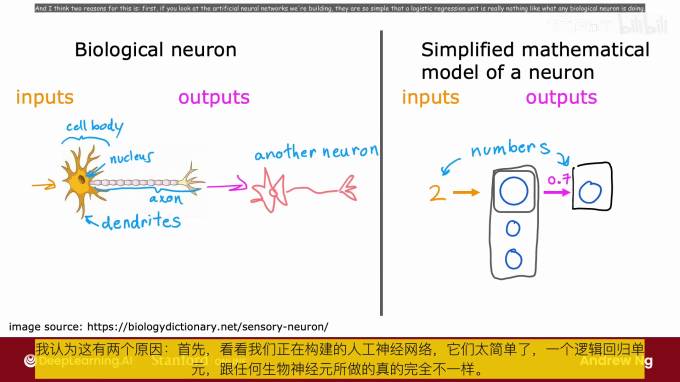 And I think two reasons for this is: first, if you look at the artificial neural networks we're building, they are so simple that a logistic regression unit is really nothing like what any biological neuron is doing.
bilibili
Biological neuron
Simplified mathematical
model of a neuron
inputs
outputs
inputs
outputs
cell body
nucleus
another neuron
numbers
axon
dendrites
2
0.7
image source: https://biologydictionary.net/sensory-neuron/
DeepLearning.AI
Stanford
Andrew Ng
我认为这有两个原因：首先，看看我们正在构建的人工神经网络，它们太简单了，一个逻辑回归单
元，跟任何生物神经元所做的真的完全不一样。